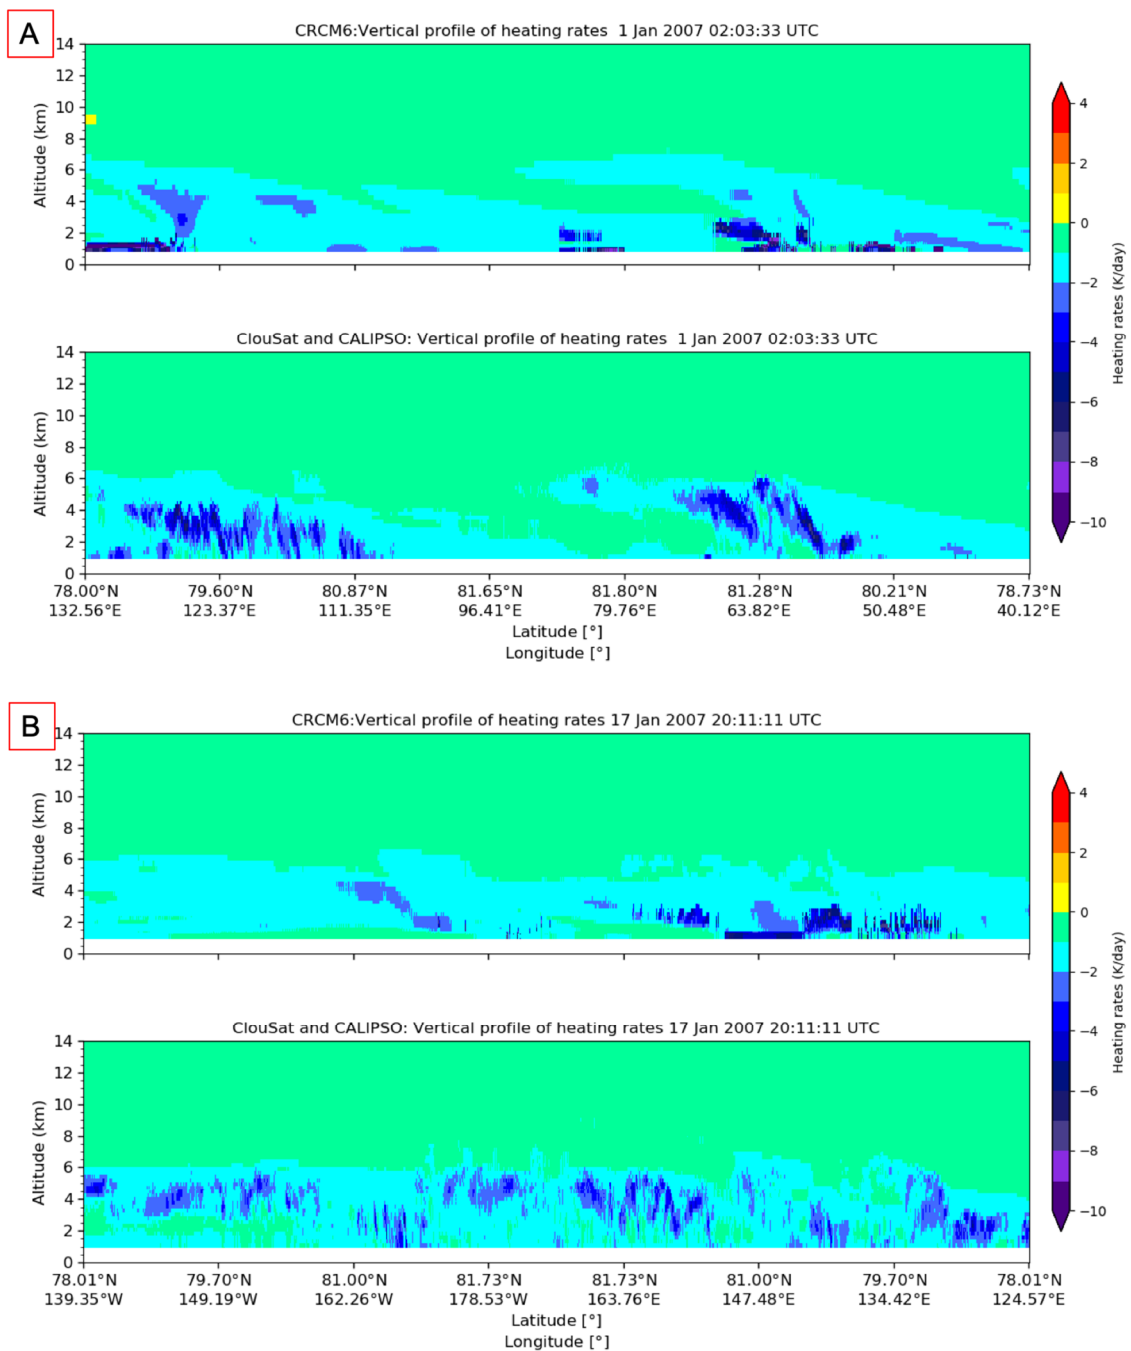 A
CRCM6:Vertical profile of heating rates 1 Jan 2007 02:03:33 UTC
14
12
10
8
6
4
2
0
Altitude (km)
ClouSat and CALIPSO: Vertical profile of heating rates 1 Jan 2007 02:03:33 UTC
14
12
10
8
6
4
2
0
Altitude (km)
78.00°N 79.60°N 80.87°N 81.65°N 81.80°N 81.28°N 80.21°N 78.73°N
132.56°E 123.37°E 111.35°E 96.41°E 79.76°E 63.82°E 50.48°E 40.12°E
Latitude [°]
Longitude [°]
4
2
0
−2
−4
−6
−8
−10
Heating rates (K/day)
B
CRCM6:Vertical profile of heating rates 17 Jan 2007 20:11:11 UTC
14
12
10
8
6
4
2
0
Altitude (km)
ClouSat and CALIPSO: Vertical profile of heating rates 17 Jan 2007 20:11:11 UTC
14
12
10
8
6
4
2
0
Altitude (km)
78.01°N 79.70°N 81.00°N 81.73°N 81.73°N 81.00°N 79.70°N 78.01°N
139.35°W 149.19°W 162.26°W 178.53°W 163.76°E 147.48°E 134.42°E 124.57°E
Latitude [°]
Longitude [°]
4
2
0
−2
−4
−6
−8
−10
Heating rates (K/day)